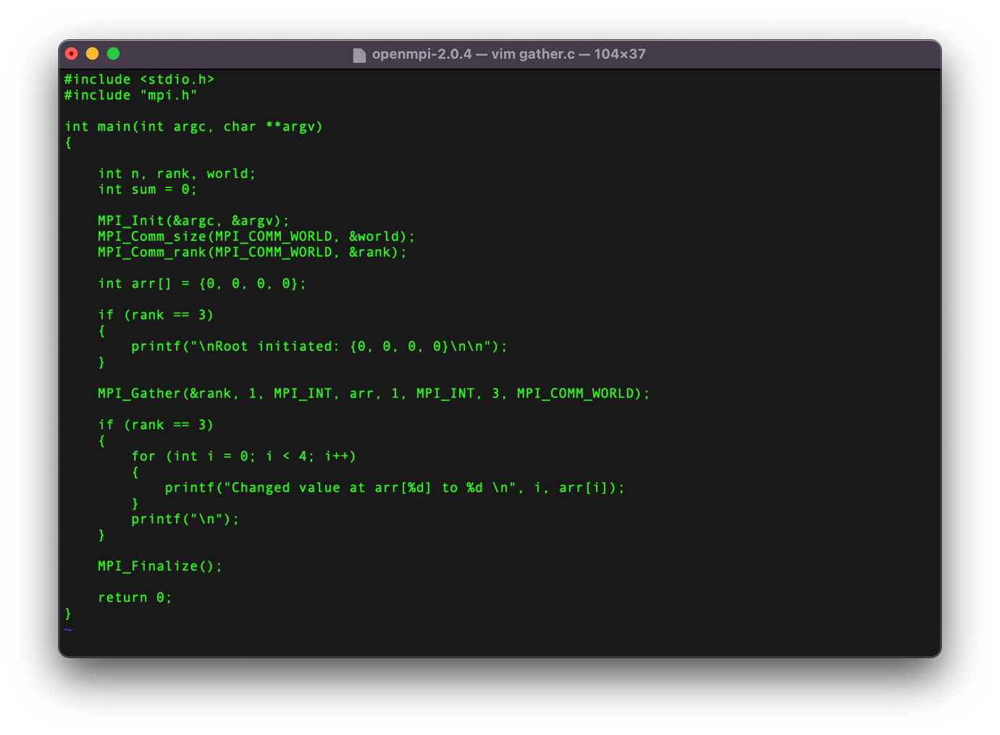 openmpi-2.0.4 — vim gather.c — 104×37
#include <stdio.h>
#include "mpi.h"
int main(int argc, char **argv)
{
    int n, rank, world;
    int sum = 0;
    MPI_Init(&argc, &argv);
    MPI_Comm_size(MPI_COMM_WORLD, &world);
    MPI_Comm_rank(MPI_COMM_WORLD, &rank);
    int arr[] = {0, 0, 0, 0};
    if (rank == 3)
    {
        printf("\nRoot initiated: {0, 0, 0, 0}\n\n");
    }
    MPI_Gather(&rank, 1, MPI_INT, arr, 1, MPI_INT, 3, MPI_COMM_WORLD);
    if (rank == 3)
    {
        for (int i = 0; i < 4; i++)
        {
            printf("Changed value at arr[%d] to %d \n", i, arr[i]);
        }
        printf("\n");
    }
    MPI_Finalize();
    return 0;
}
~